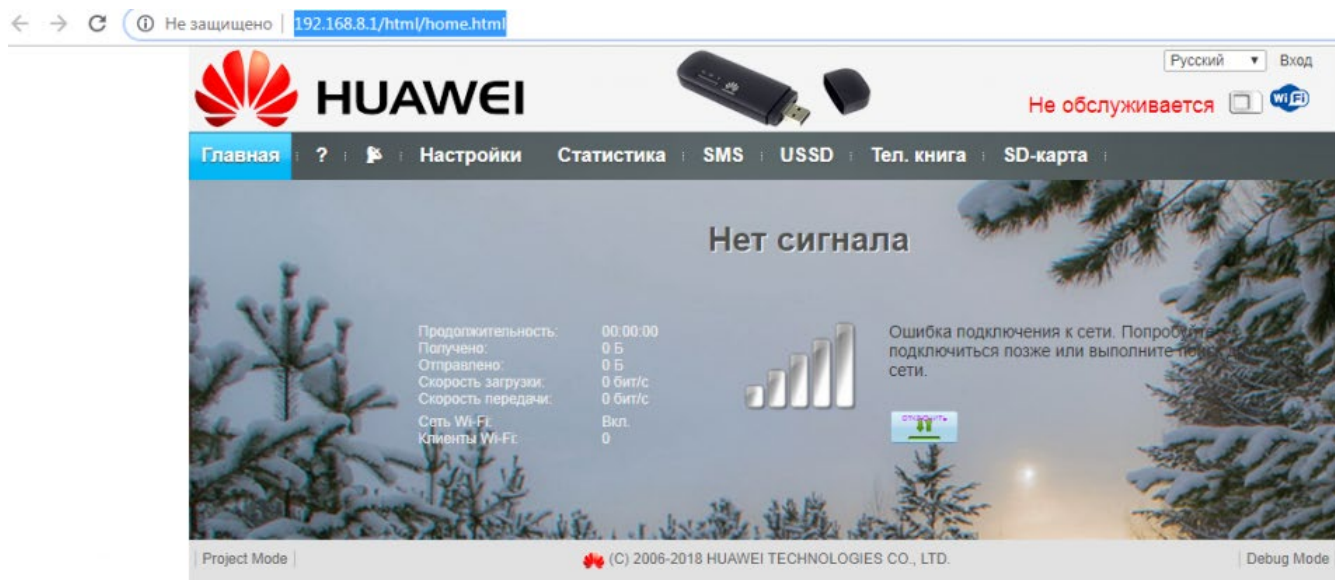 Не защищено | 192.168.8.1/html/home.html
Русский Вход
HUAWEI
Не обслуживается WiFi
Главная ? Настройки Статистика SMS USSD Тел. книга SD-карта
Нет сигнала
Продолжительность: 00:00:00
Получено: 0 Б
Отправлено: 0 Б
Скорость загрузки: 0 бит/с
Скорость передачи: 0 бит/с
Сеть Wi-Fi: Вкл.
Клиенты Wi-Fi: 0
Ошибка подключения к сети. Попробуйте
подключиться позже или выполните
сети.
Project Mode
(C) 2006-2018 HUAWEI TECHNOLOGIES CO., LTD.
Debug Mode